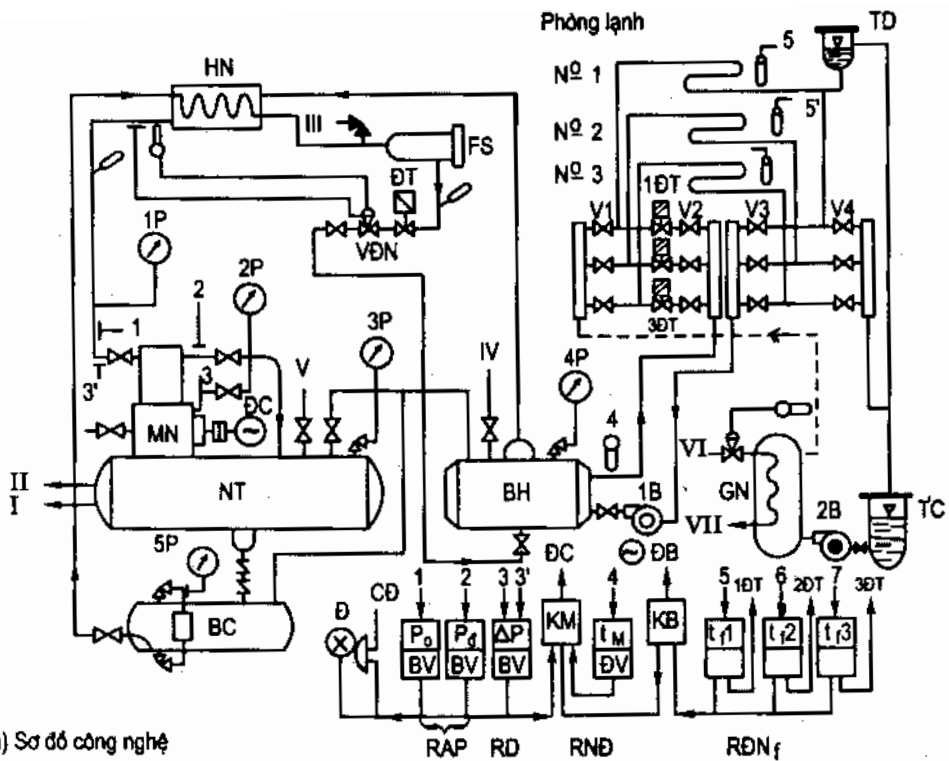 Phòng lạnh
TD
HN
Nº 1
5
III
FS
5'
Nº 2
ĐT
Nº 3
1ĐT
V1
V2
V3
V4
VĐN
1P
2P
2
3P
1
3ĐT
3'
3
ĐC
V
IV
4P
4
MN
VI
II
I
NT
BH
1B
GN
VII
2B
TC
5P
ĐC
ĐB
BC
Đ
CĐ
1
2
3
3'
4
5
1ĐT
6
2ĐT
7
3ĐT
Po
Pđ
ΔP
KM
tM
KB
tf1
tf2
tf3
BV
BV
BV
ĐV
) Sơ đồ công nghệ
RAP
RD
RNĐ
RĐNf